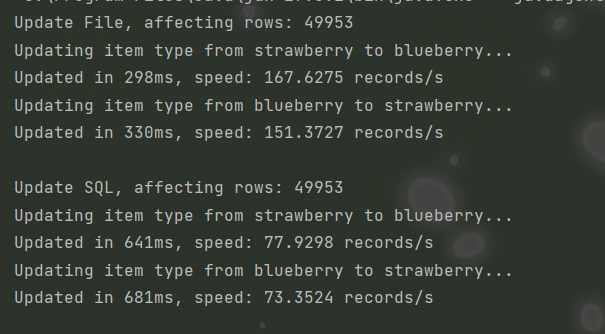 Update File, affecting rows: 49953
Updating item type from strawberry to blueberry...
Updated in 298ms, speed: 167.6275 records/s
Updating item type from blueberry to strawberry...
Updated in 330ms, speed: 151.3727 records/s
Update SQL, affecting rows: 49953
Updating item type from strawberry to blueberry...
Updated in 641ms, speed: 77.9298 records/s
Updating item type from blueberry to strawberry...
Updated in 681ms, speed: 73.3524 records/s